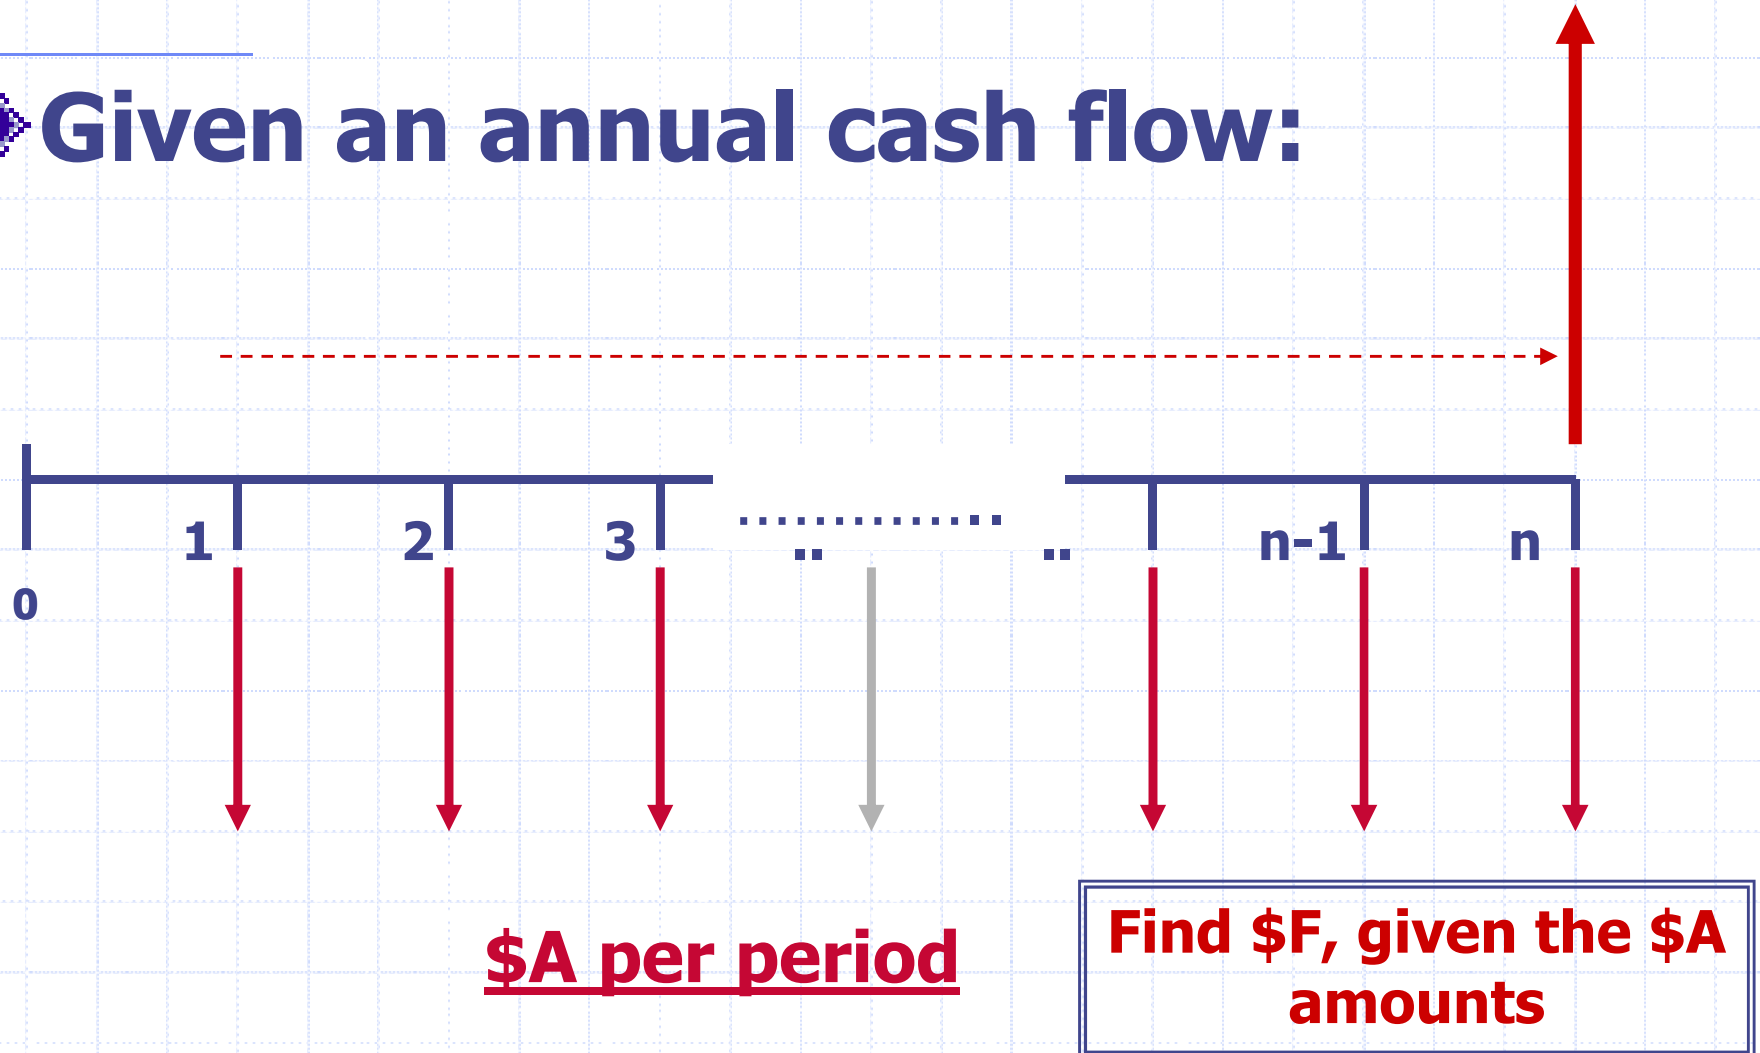 Given an annual cash flow:
.............. 
1 2 3 .. .. n-1 n
0
$A per period
Find $F, given the $A
amounts